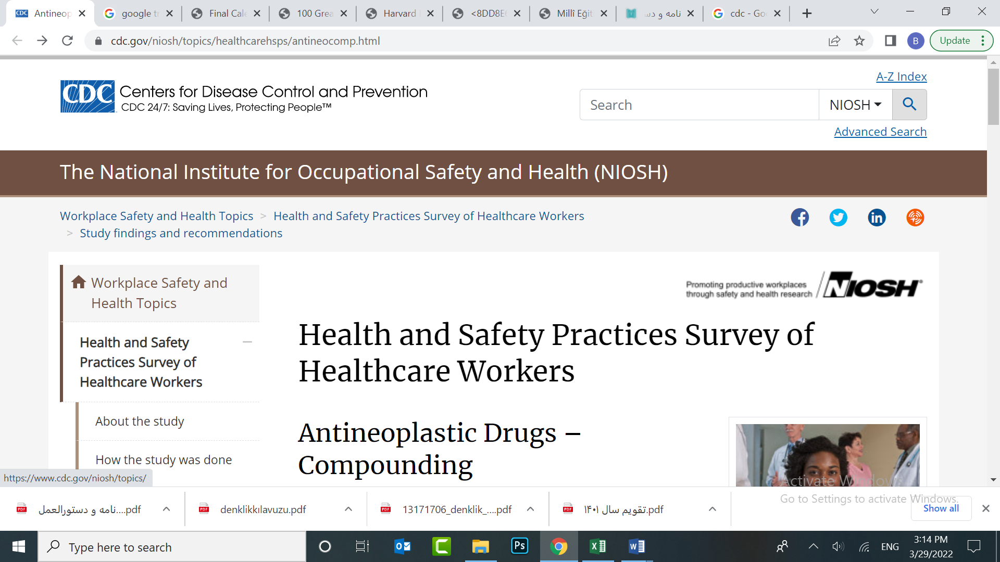 Antineop
google tr
Final Cale
100 Grea
Harvard
<8DD8E
Millî Eğit
نامه و دس
cdc - Go
cdc.gov/niosh/topics/healthcarehsps/antineocomp.html
B
Update
A-Z Index
CDC Centers for Disease Control and Prevention
CDC 24/7: Saving Lives, Protecting People™
Search
NIOSH
Advanced Search
The National Institute for Occupational Safety and Health (NIOSH)
Workplace Safety and Health Topics > Health and Safety Practices Survey of Healthcare Workers
> Study findings and recommendations
Workplace Safety and
Health Topics
Health and Safety
Practices Survey of
Healthcare Workers
About the study
How the study was done
Promoting productive workplaces
through safety and health research
NIOSH
Health and Safety Practices Survey of
Healthcare Workers
Antineoplastic Drugs –
Compounding
https://www.cdc.gov/niosh/topics/
Activate Windows
Go to Settings to activate Windows.
نامه و دستورالعمل....pdf
denklikkılavuzu.pdf
13171706_denklik_....pdf
تقویم سال ۱۴۰۱.pdf
Show all
Type here to search
ENG
3:14 PM
3/29/2022